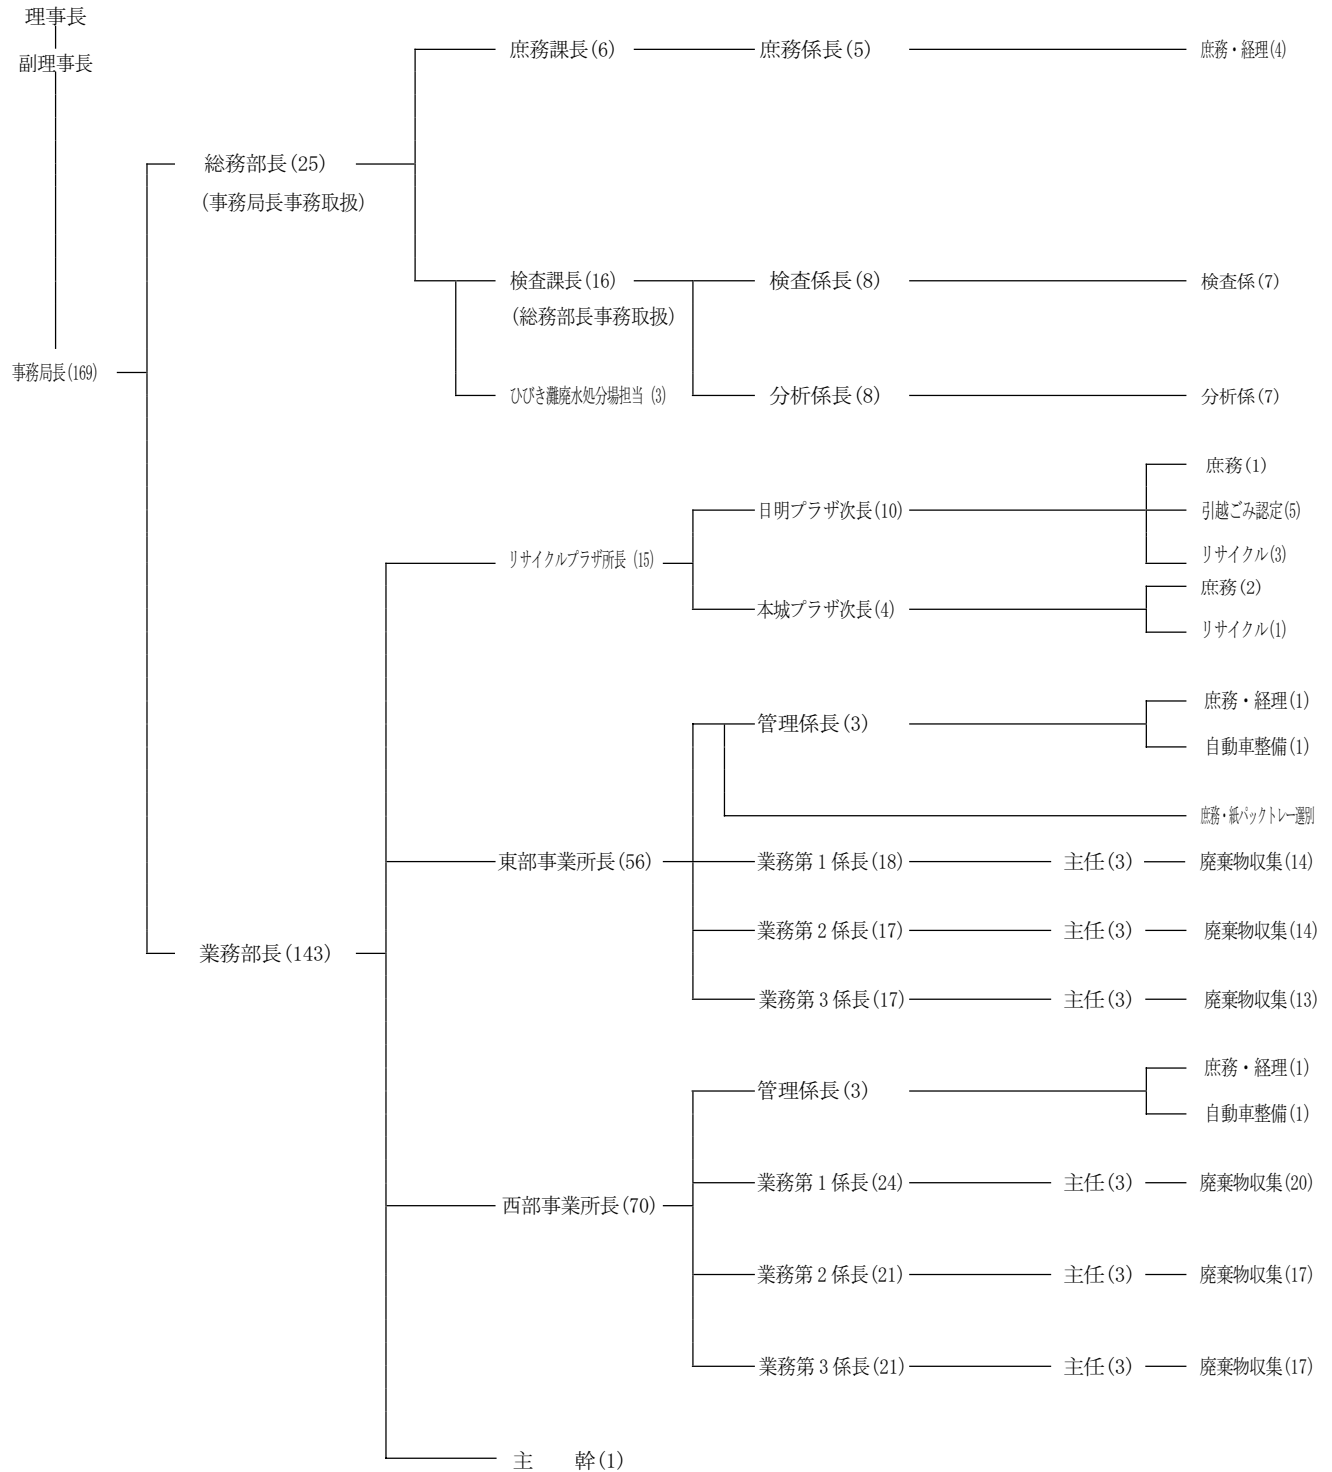 理事長
副理事長
庶務課長(6)
庶務係長(5)
庶務・経理(4)
総務部長(25)
(事務局長事務取扱)
検査課長(16)
検査係長(8)
検査係(7)
(総務部長事務取扱)
事務局長(169)
ひびき灘廃水処分場担当 (3)
分析係長(8)
分析係(7)
庶務(1)
日明プラザ次長(10)
引越ごみ認定(5)
リサイクルプラザ所長 (15)
リサイクル(3)
庶務(2)
本城プラザ次長(4)
リサイクル(1)
庶務・経理(1)
管理係長(3)
自動車整備(1)
庶務・紙パックトレー選別
東部事業所長(56)
業務第1係長(18)
主任(3)
廃棄物収集(14)
業務第2係長(17)
主任(3)
廃棄物収集(14)
業務部長(143)
業務第3係長(17)
主任(3)
廃棄物収集(13)
庶務・経理(1)
管理係長(3)
自動車整備(1)
業務第1係長(24)
主任(3)
廃棄物収集(20)
西部事業所長(70)
業務第2係長(21)
主任(3)
廃棄物収集(17)
業務第3係長(21)
主任(3)
廃棄物収集(17)
主　　幹(1)